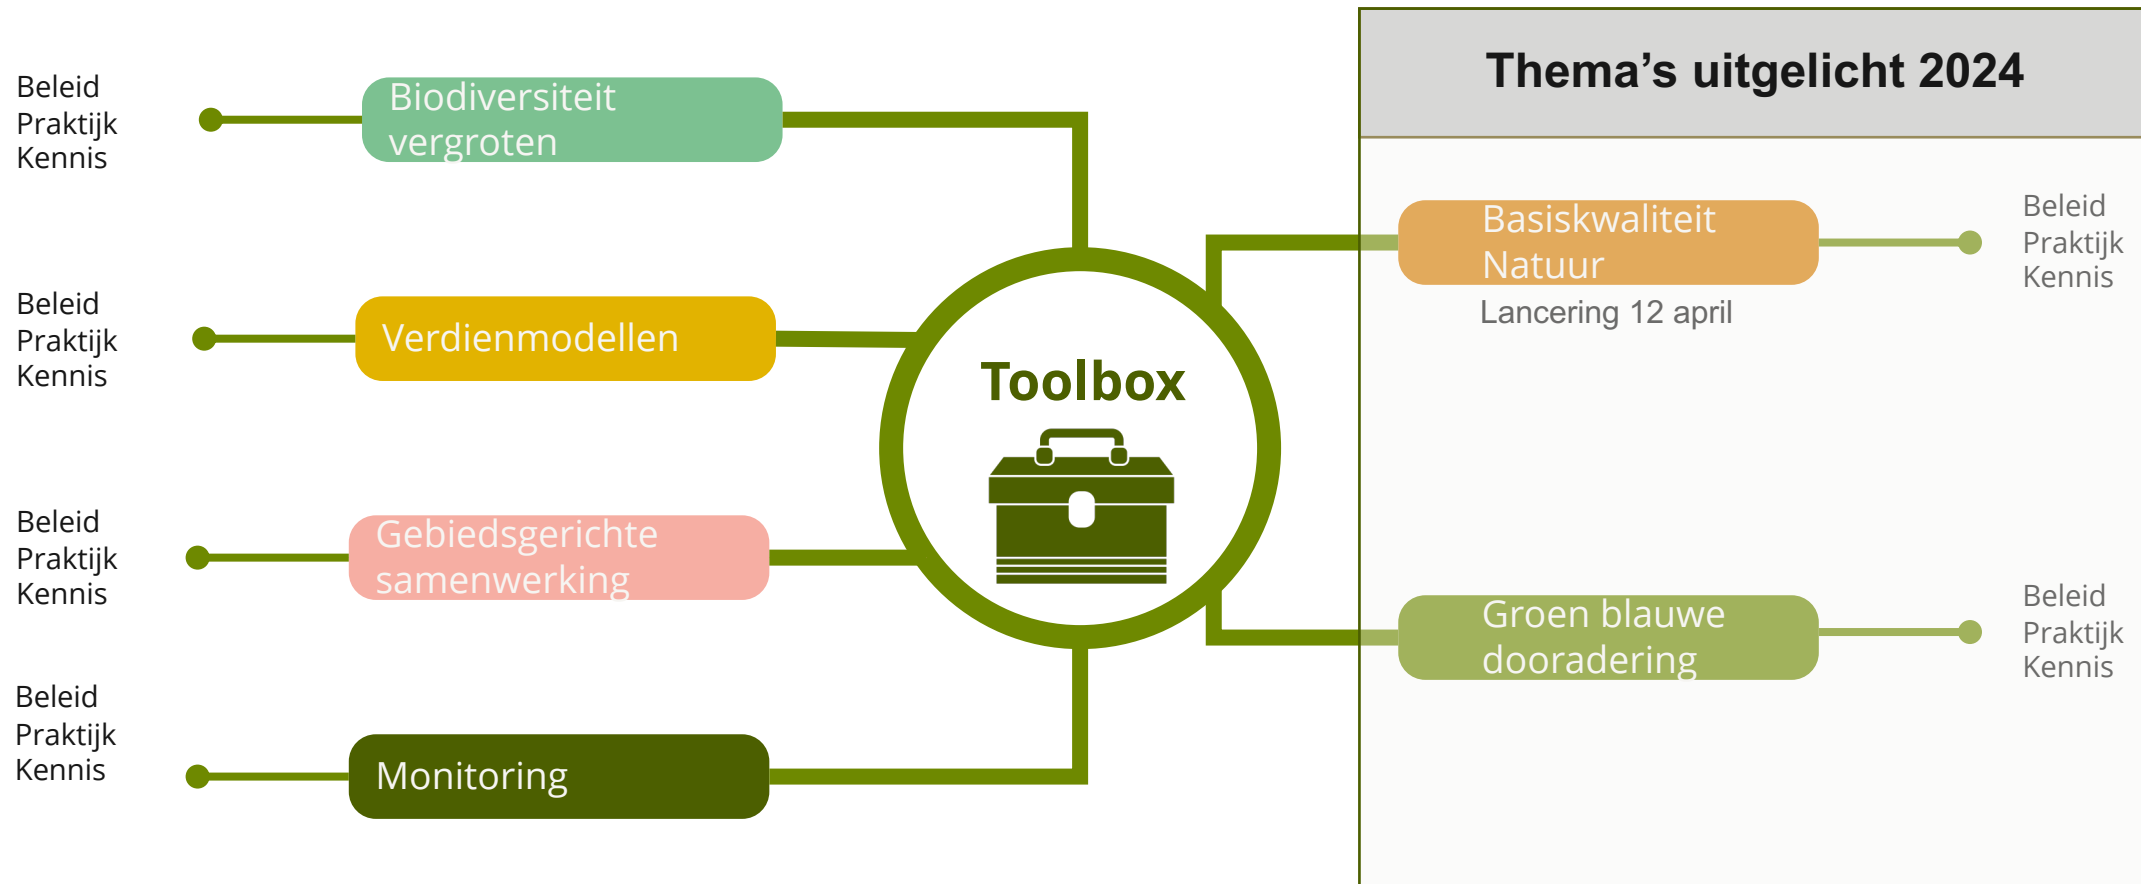 Beleid
Praktijk
Kennis
Biodiversiteit
vergroten
Beleid
Praktijk
Kennis
Verdienmodellen
Beleid
Praktijk
Kennis
Gebiedsgerichte
samenwerking
Beleid
Praktijk
Kennis
Monitoring
Toolbox
Thema’s uitgelicht 2024
Basiskwaliteit
Natuur
Lancering 12 april
Beleid
Praktijk
Kennis
Groen blauwe
dooradering
Beleid
Praktijk
Kennis